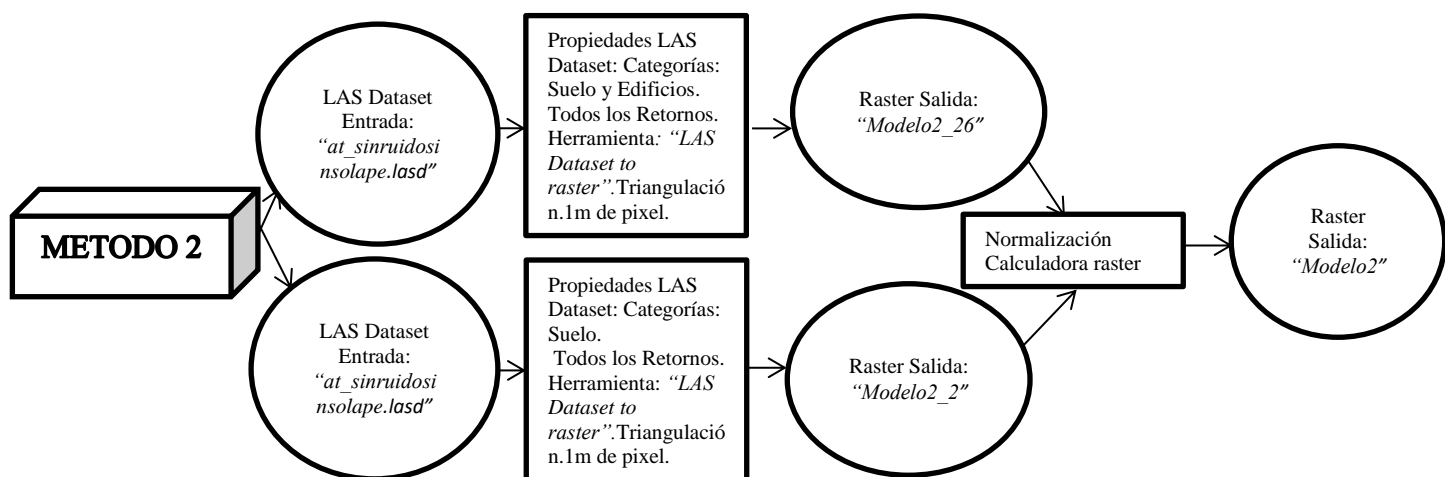 METODO 2
LAS Dataset
Entrada:
“at_sinruidosi
nsolape.lasd”
Propiedades LAS
Dataset: Categorías:
Suelo y Edificios.
Todos los Retornos.
Herramienta: “LAS
Dataset to
raster”.Triangulació
n.1m de pixel.
Raster Salida:
“Modelo2_26”
LAS Dataset
Entrada:
“at_sinruidosi
nsolape.lasd”
Propiedades LAS
Dataset: Categorías:
Suelo.
Todos los Retornos.
Herramienta: “LAS
Dataset to
raster”.Triangulació
n.1m de pixel.
Raster Salida:
“Modelo2_2”
Normalización
Calculadora raster
Raster
Salida:
“Modelo2”